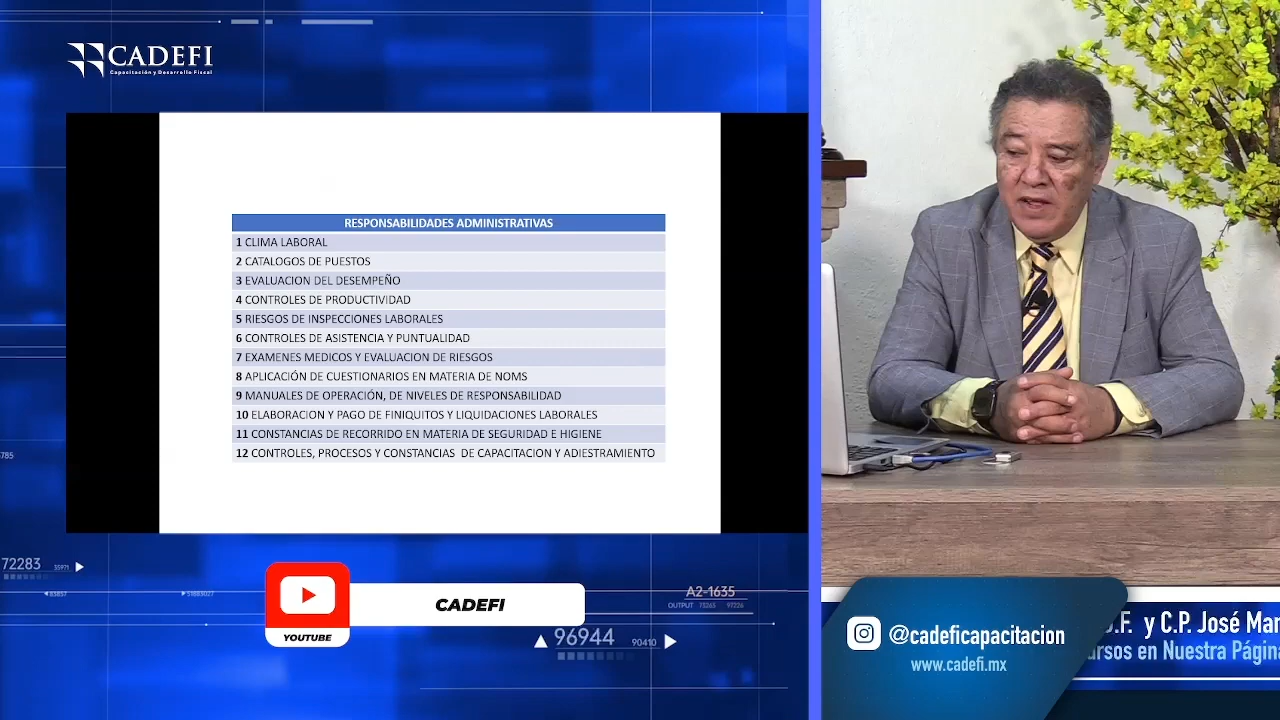 CADEFI
Capacitación y Desarrollo Fiscal
RESPONSABILIDADES ADMINISTRATIVAS
1 CLIMA LABORAL
2 CATALOGOS DE PUESTOS
3 EVALUACION DEL DESEMPEÑO
4 CONTROLES DE PRODUCTIVIDAD
5 RIESGOS DE INSPECCIONES LABORALES
6 CONTROLES DE ASISTENCIA Y PUNTUALIDAD
7 EXAMENES MEDICOS Y EVALUACION DE RIESGOS
8 APLICACIÓN DE CUESTIONARIOS EN MATERIA DE NOMS
9 MANUALES DE OPERACIÓN, DE NIVELES DE RESPONSABILIDAD
10 ELABORACION Y PAGO DE FINIQUITOS Y LIQUIDACIONES LABORALES
11 CONSTANCIAS DE RECORRIDO EN MATERIA DE SEGURIDAD E HIGIENE
12 CONTROLES, PROCESOS Y CONSTANCIAS DE CAPACITACION Y ADIESTRAMIENTO
72283
A2-1635
OUTPUT 73265 97226
96944 90410
YOUTUBE
CADEFI
@cadeficapacitacion
www.cadefi.mx
.F. y C.P. José Mar
ursos en Nuestra Página